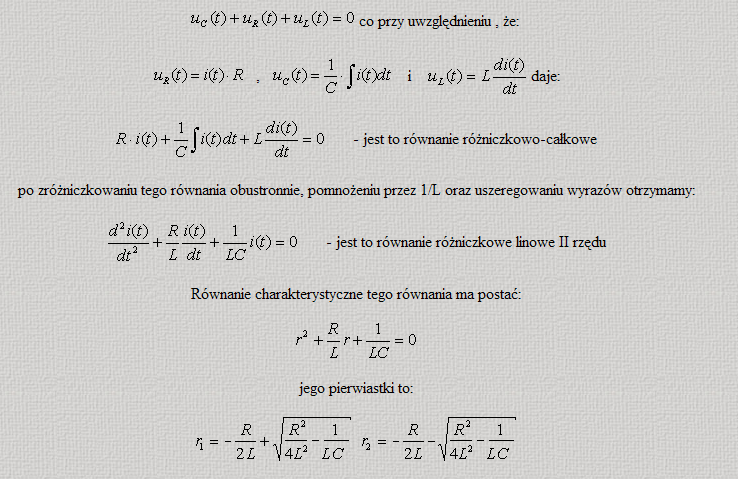 u_C(t) + u_R(t) + u_L(t) = 0 co przy uwzględnieniu , że:
u_R(t) = i(t) · R , u_C(t) = 1/C · ∫i(t)dt i u_L(t) = L di(t)/dt daje:
R · i(t) + 1/C ∫i(t)dt + L di(t)/dt = 0 - jest to równanie różniczkowo-całkowe
po zróżniczkowaniu tego równania obustronnie, pomnożeniu przez 1/L oraz uszeregowaniu wyrazów otrzymamy:
d²i(t)/dt² + R/L i(t)/dt + 1/LC i(t) = 0 - jest to równanie różniczkowe linowe II rzędu
Równanie charakterystyczne tego równania ma postać:
r² + R/L r + 1/LC = 0
jego pierwiastki to:
r₁ = -R/2L + √(R²/4L² - 1/LC) r₂ = -R/2L - √(R²/4L² - 1/LC)